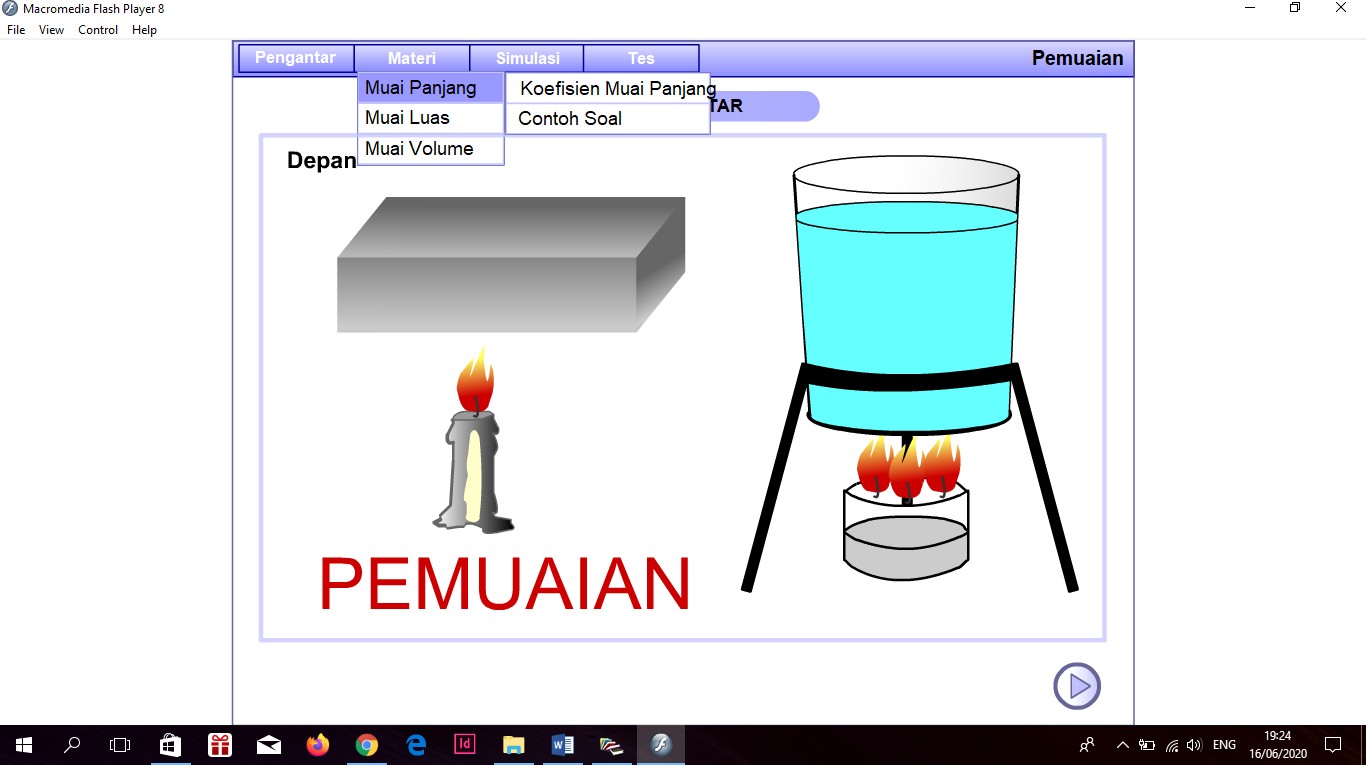 Macromedia Flash Player 8
File View Control Help
Pengantar Materi Simulasi Tes Pemuaian
Muai Panjang Koefisien Muai Panjang
TAR
Muai Luas Contoh Soal
Muai Volume
Depan
PEMUAIAN
Id
ENG
19:24
16/06/2020